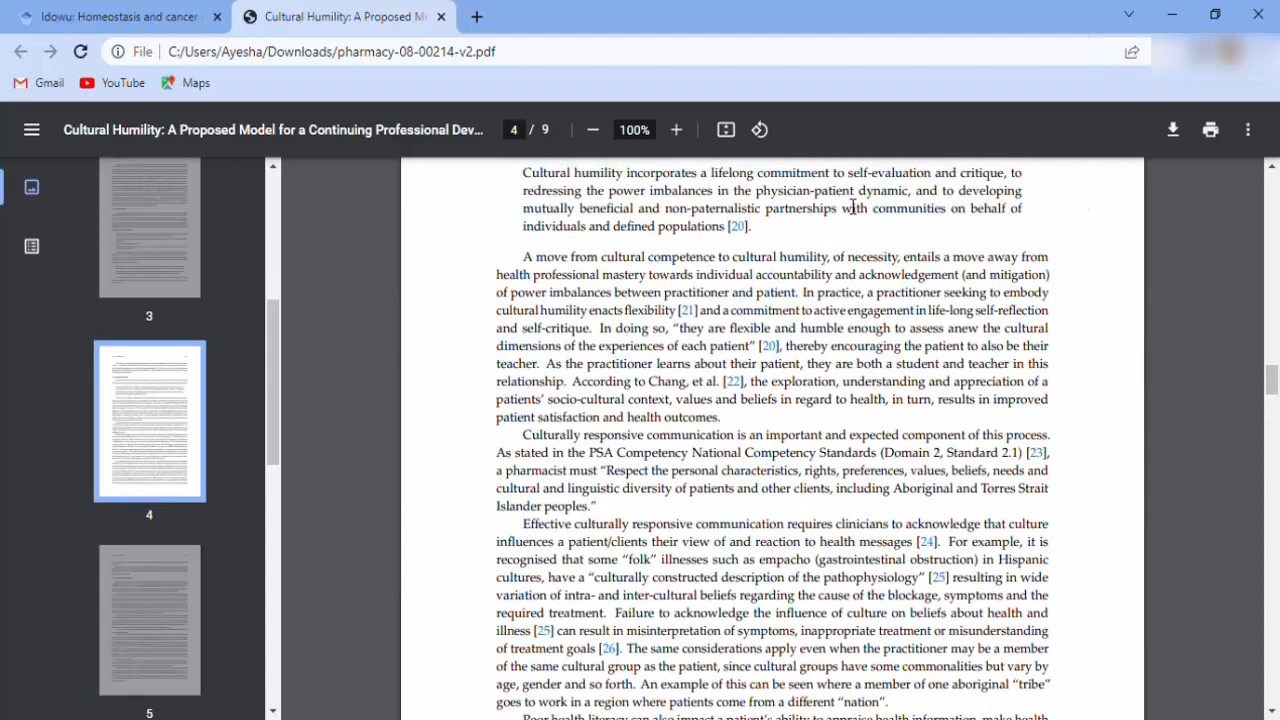 Idowu: Homeostasis and cancer
Cultural Humility: A Proposed M
File
C:/Users/Ayesha/Downloads/pharmacy-08-00214-v2.pdf
Gmail
YouTube
Maps
Cultural Humility: A Proposed Model for a Continuing Professional Dev...
4 / 9
100%
3
4
5
Cultural humility incorporates a lifelong commitment to self-evaluation and critique, to
redressing the power imbalances in the physician-patient dynamic, and to developing
mutually beneficial and non-paternalistic partnerships with communities on behalf of
individuals and defined populations [20].
A move from cultural competence to cultural humility, of necessity, entails a move away from
health professional mastery towards individual accountability and acknowledgement (and mitigation)
of power imbalances between practitioner and patient. In practice, a practitioner seeking to embody
cultural humility enacts flexibility [21] and a commitment to active engagement in life-long self-reflection
and self-critique. In doing so, “they are flexible and humble enough to assess anew the cultural
dimensions of the experiences of each patient” [20], thereby encouraging the patient to also be their
teacher. As the practitioner learns about their patient, they are both a student and teacher in this
relationship. According to Chang, et al. [22], the exploration, understanding and appreciation of a
patients’ socio-cultural context, values and beliefs in regard to health, in turn, results in improved
patient satisfaction and health outcomes.
Culturally responsive communication is an important and expected component of this process.
As stated in the PSA Competency National Competency Standards (Domain 2, Standard 2.1) [23],
a pharmacist must “Respect the personal characteristics, rights, preferences, values, beliefs, needs and
cultural and linguistic diversity of patients and other clients, including Aboriginal and Torres Strait
Islander peoples.”
Effective culturally responsive communication requires clinicians to acknowledge that culture
influences a patient/clients their view of and reaction to health messages [24]. For example, it is
recognised that some “folk” illnesses such as empacho (gastrointestinal obstruction) in Hispanic
cultures, have a “culturally constructed description of the pathophysiology” [25] resulting in wide
variation of intra- and inter-cultural beliefs regarding the cause of the blockage, symptoms and the
required treatment. Failure to acknowledge the influence of culture on beliefs about health and
illness [25] can result in misinterpretation of symptoms, inappropriate treatment or misunderstanding
of treatment goals [26]. The same considerations apply even when the practitioner may be a member
of the same cultural group as the patient, since cultural groups have some commonalities but vary by
age, gender and so forth. An example of this can be seen where a member of one aboriginal “tribe”
goes to work in a region where patients come from a different “nation”.
Poor health literacy can also impact a patient’s ability to appraise health information, make health